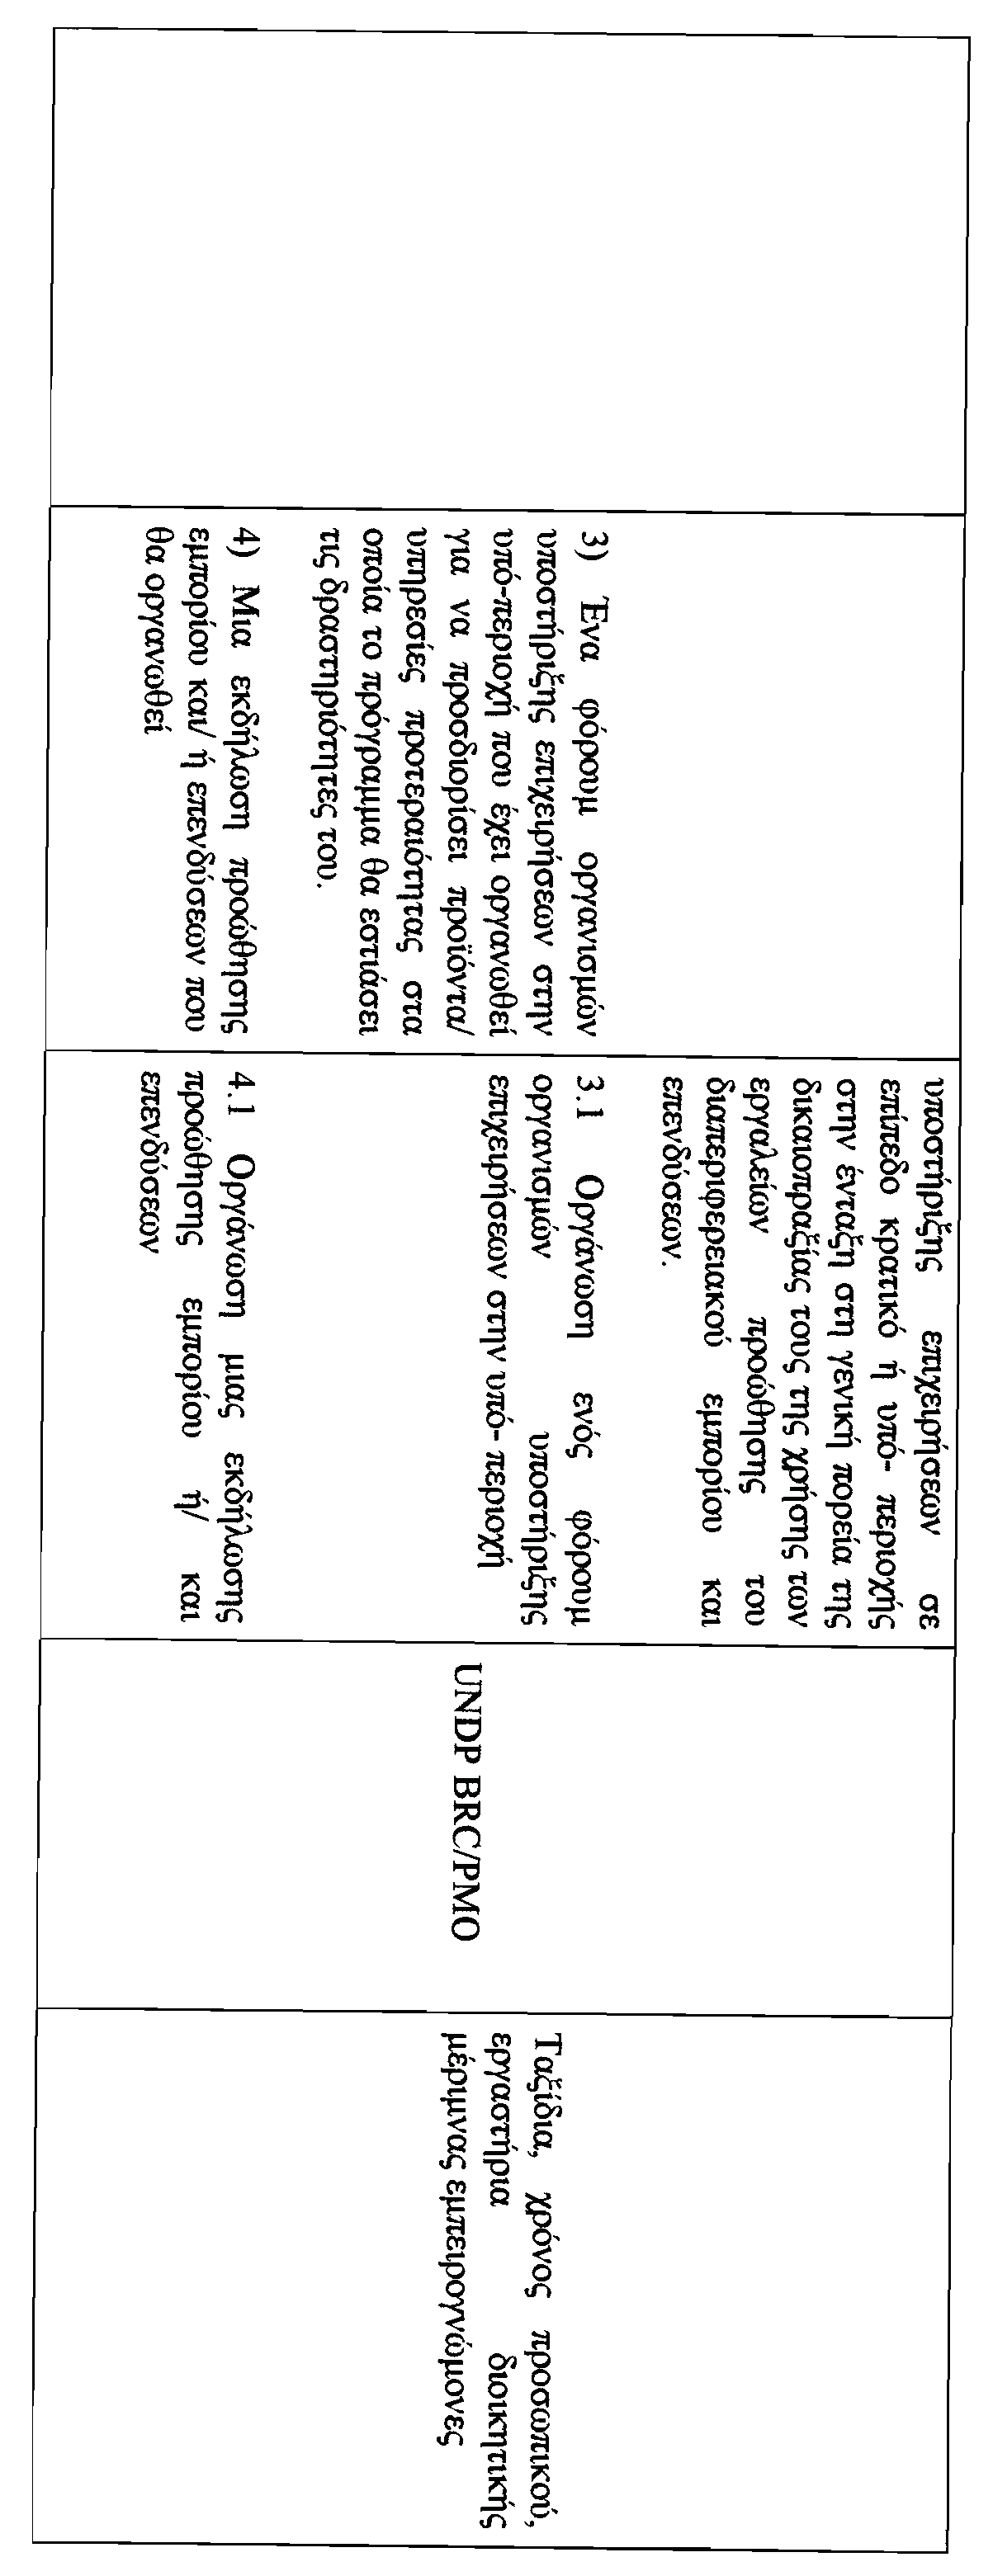 3) Ένα φόρουμ οργανισμών
υποστήριξης επιχειρήσεων στην
υπό-περιοχή που έχει οργανωθεί
για να προσδιορίσει προϊόντα/
υπηρεσίες προτεραιότητας στα
οποία το πρόγραμμα θα εστιάσει
τις δραστηριότητες του.
4) Μια εκδήλωση προώθησης
εμπορίου και/ ή επενδύσεων που
θα οργανωθεί
υποστήριξης επιχειρήσεων σε
επίπεδο κρατικό ή υπό- περιοχής
στην ένταξη στη γενική πορεία της
δικαιοπραξίας τους της χρήσης των
εργαλείων προώθησης του
διαπεριφερειακού εμπορίου και
επενδύσεων.
3.1 Οργάνωση ενός φόρουμ
οργανισμών υποστήριξης
επιχειρήσεων στην υπό- περιοχή
4.1 Οργάνωση μιας εκδήλωσης
προώθησης εμπορίου ή/ και
επενδύσεων
UNDP BRC/PMO
Ταξίδια, χρόνος προσωπικού,
εργαστήρια διοικητικής
μέριμνας εμπειρογνώμονες